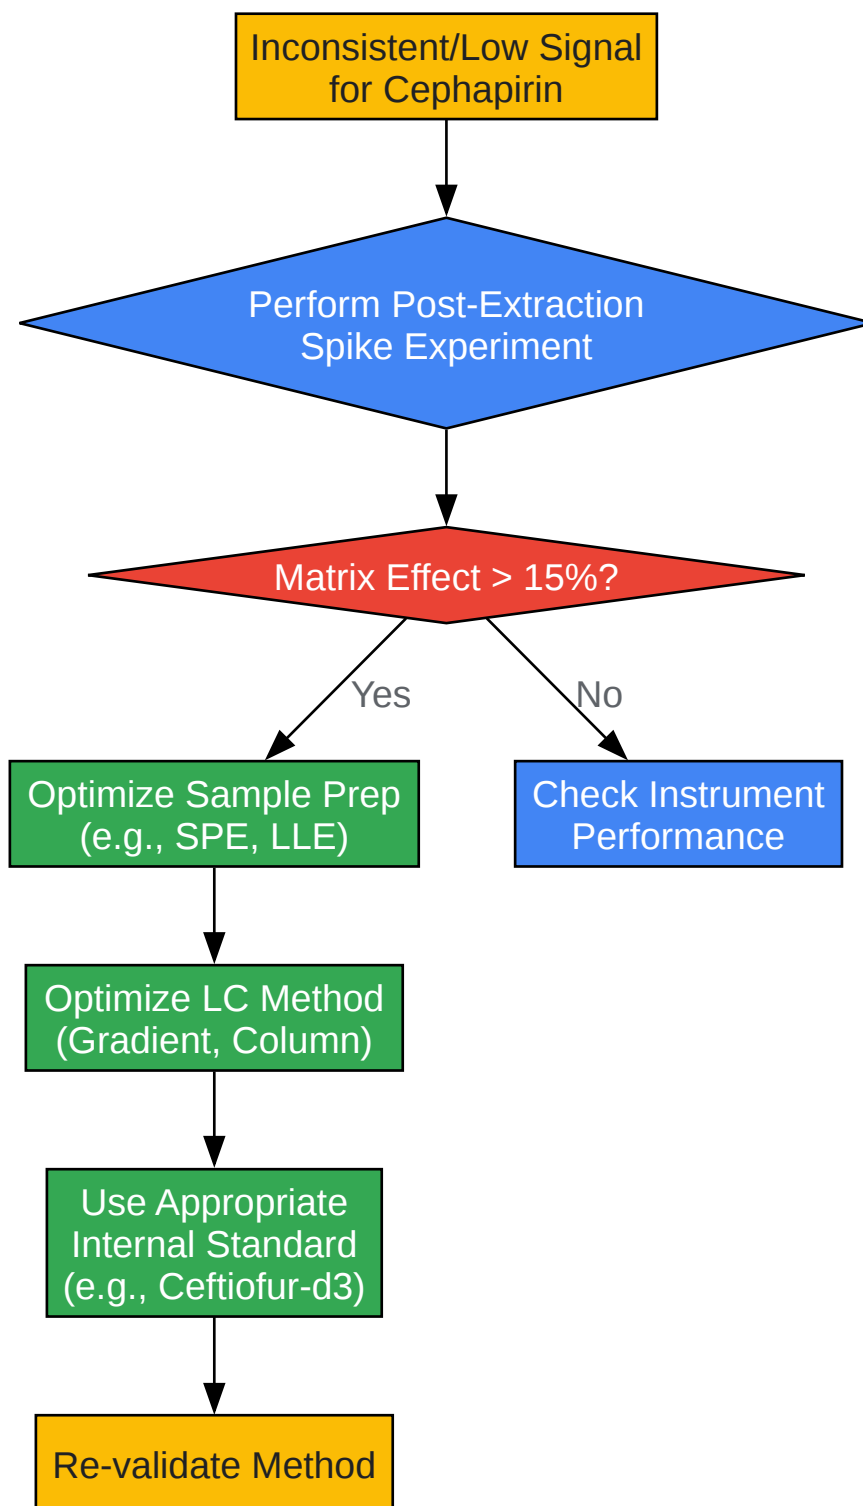 Inconsistent/Low Signal
for Cephapirin
Perform Post-Extraction
Spike Experiment
Matrix Effect > 15%?
Yes
No
Optimize Sample Prep
(e.g., SPE, LLE)
Check Instrument
Performance
Optimize LC Method
(Gradient, Column)
Use Appropriate
Internal Standard
(e.g., Ceftiofur-d3)
Re-validate Method